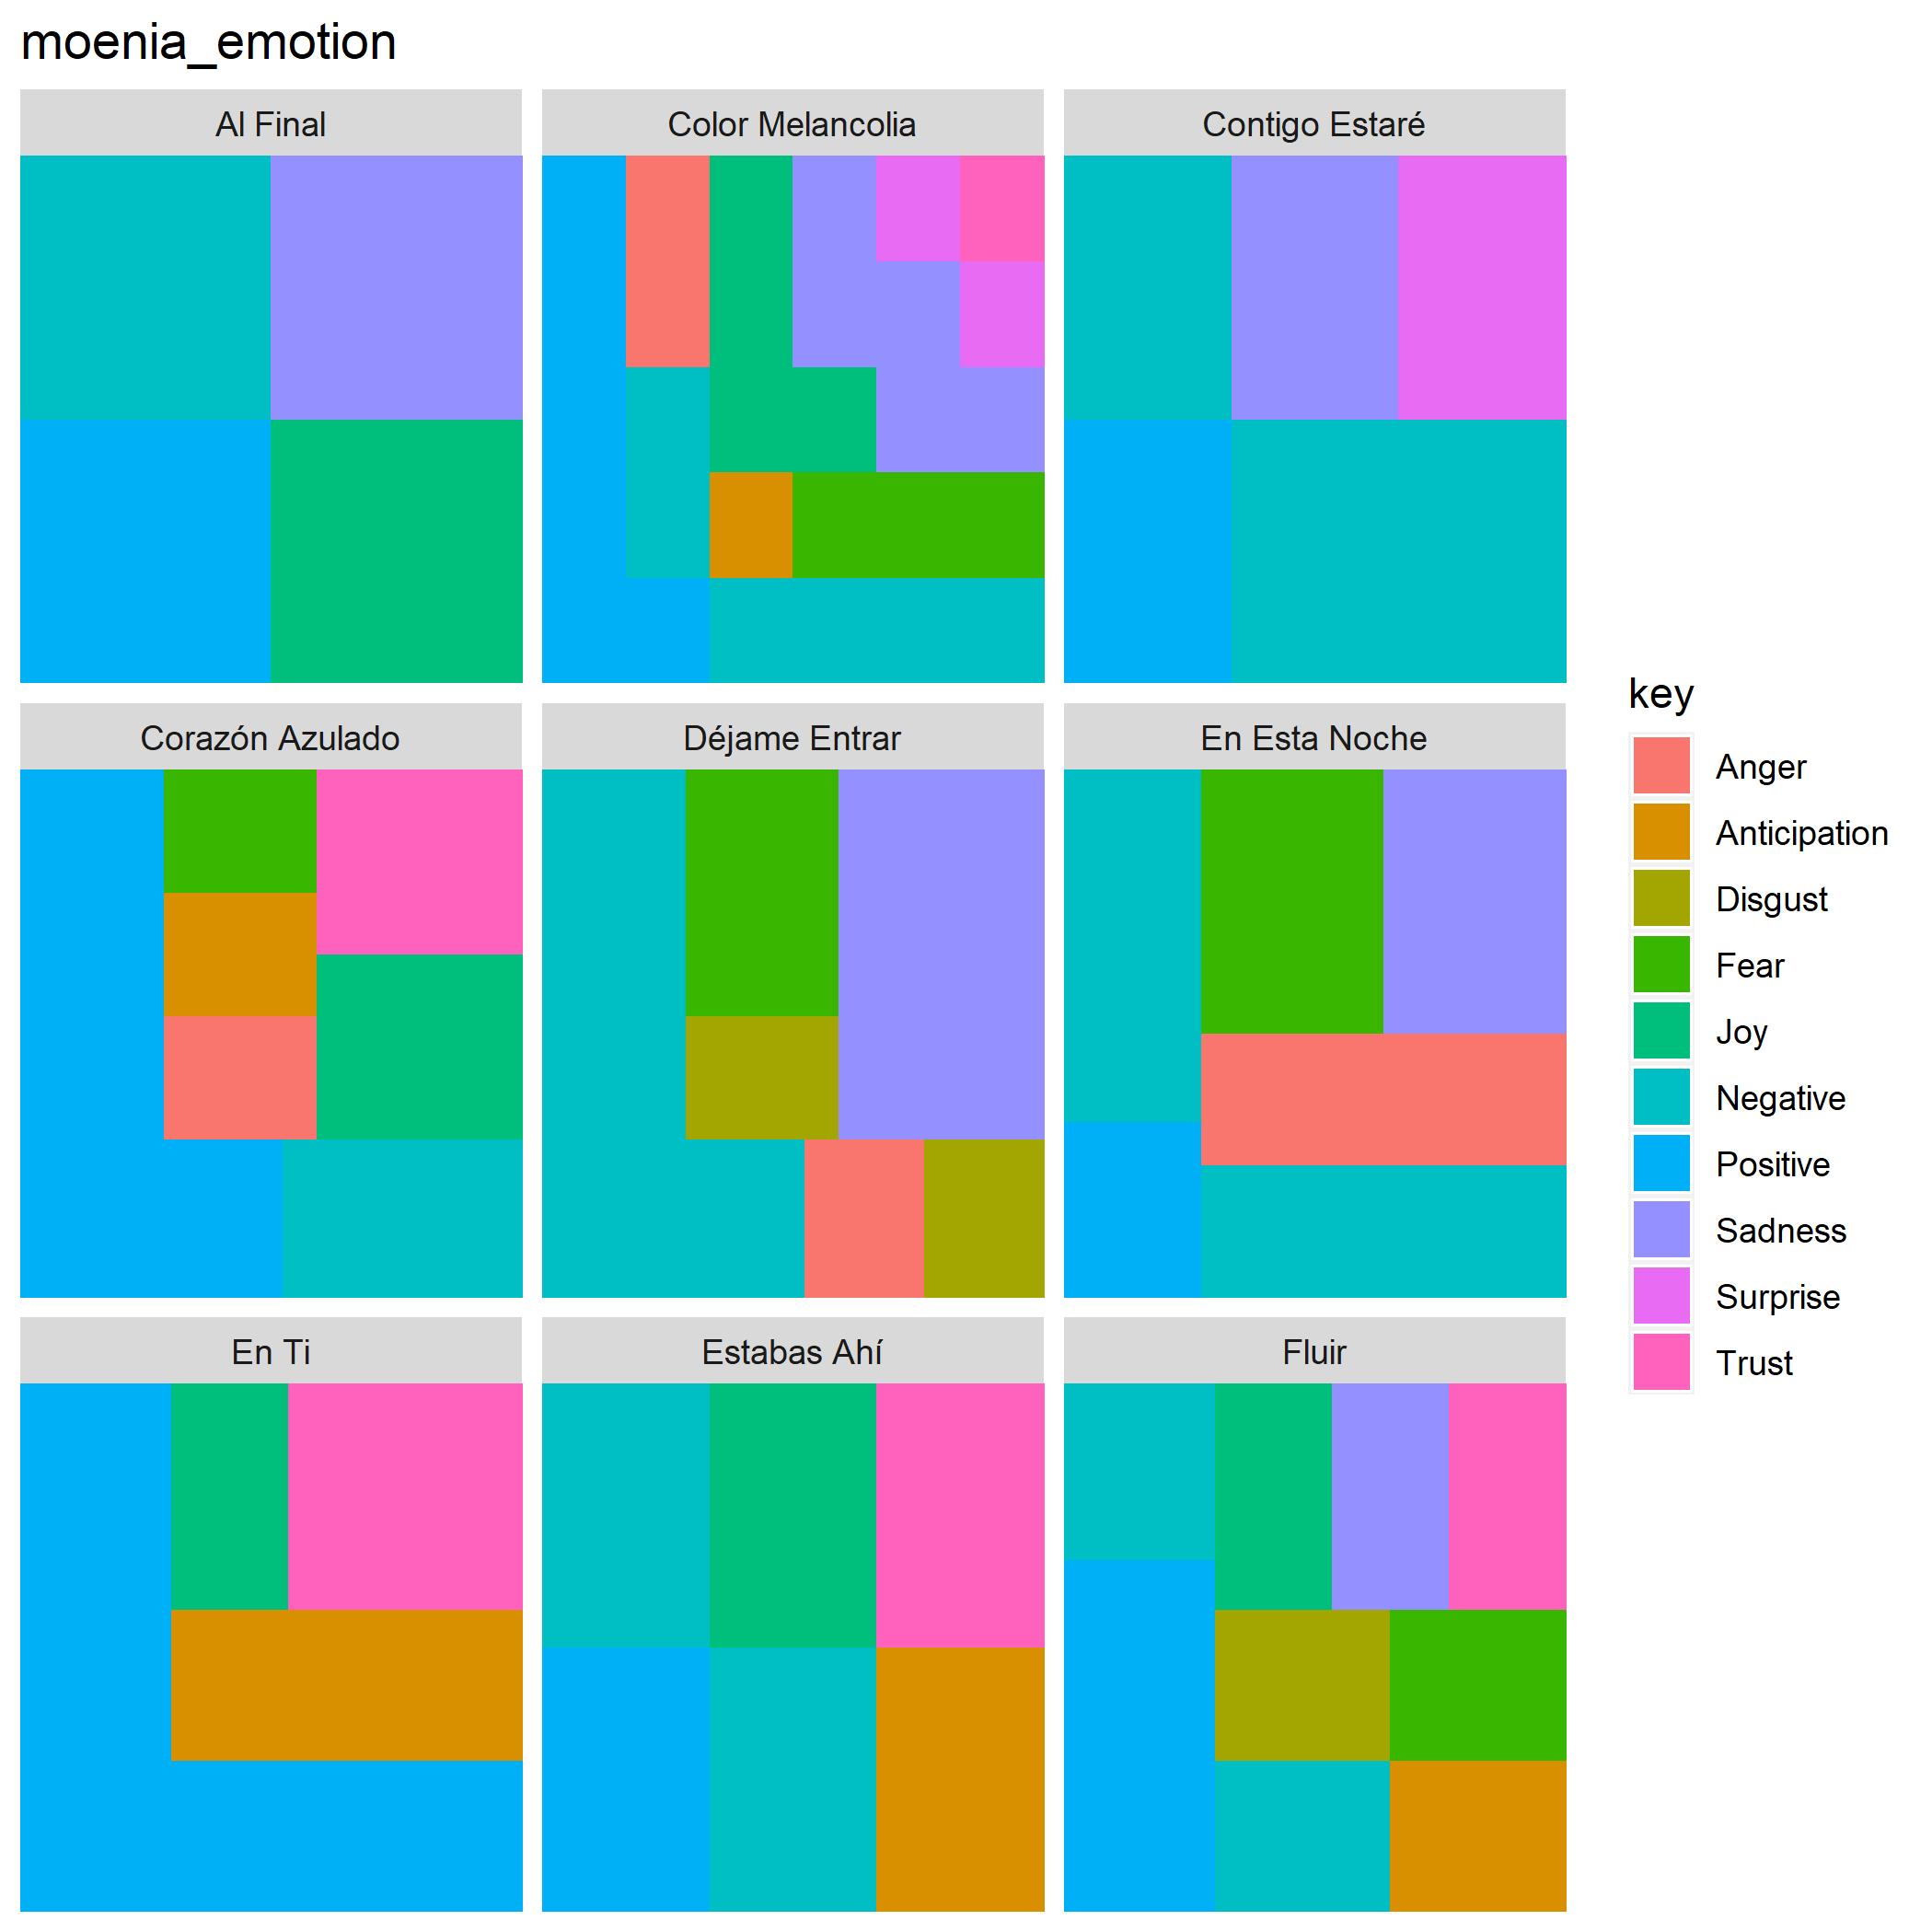 moenia_emotion
Al Final
Color Melancolia
Contigo Estaré
Corazón Azulado
Déjame Entrar
En Esta Noche
En Ti
Estabas Ahí
Fluir
key
Anger
Anticipation
Disgust
Fear
Joy
Negative
Positive
Sadness
Surprise
Trust